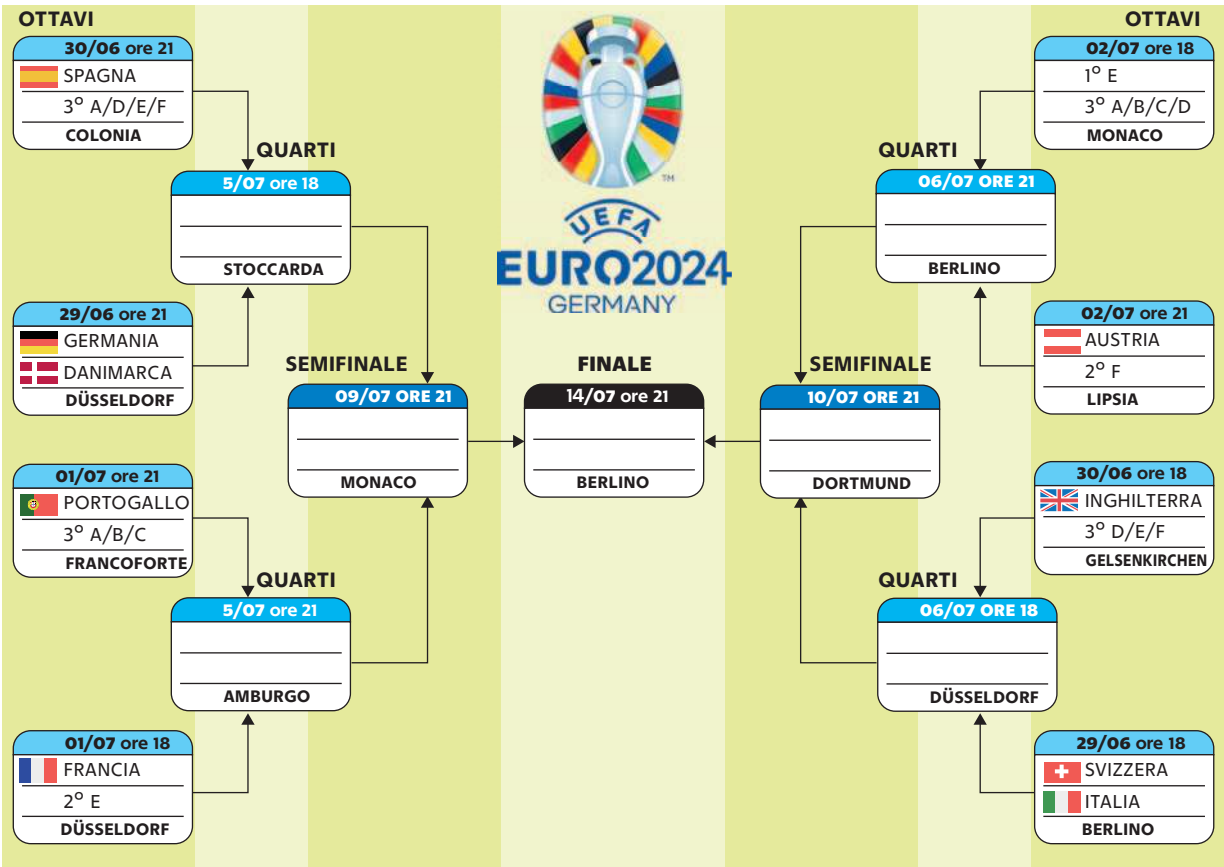 OTTAVI
30/06 ore 21
SPAGNA
3° A/D/E/F
COLONIA
QUARTI
5/07 ore 18
STOCCARDA
29/06 ore 21
GERMANIA
DANIMARCA
DÜSSELDORF
SEMIFINALE
09/07 ORE 21
MONACO
01/07 ore 21
PORTOGALLO
3° A/B/C
FRANCOFORTE
QUARTI
5/07 ore 21
AMBURGO
01/07 ore 18
FRANCIA
2° E
DÜSSELDORF
TM
UEFA
EURO2024
GERMANY
FINALE
14/07 ore 21
BERLINO
OTTAVI
02/07 ore 18
1° E
3° A/B/C/D
MONACO
QUARTI
06/07 ORE 21
BERLINO
02/07 ore 21
AUSTRIA
2° F
LIPSIA
SEMIFINALE
10/07 ORE 21
DORTMUND
30/06 ore 18
INGHILTERRA
3° D/E/F
GELSENKIRCHEN
QUARTI
06/07 ORE 18
DÜSSELDORF
29/06 ore 18
SVIZZERA
ITALIA
BERLINO